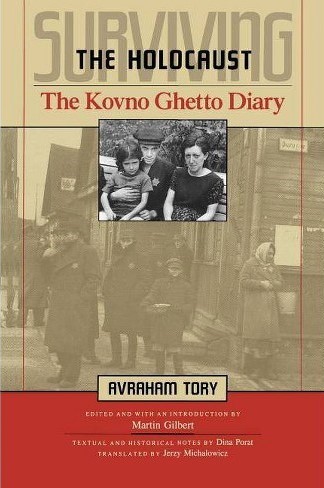 SURVIVING
THE HOLOCAUST
The Kovno Ghetto Diary
AVRAHAM TORY
EDITED AND WITH AN INTRODUCTION BY
Martin Gilbert
TEXTUAL AND HISTORICAL NOTES BY Dina Porat
TRANSLATED BY Jerzy Michalowicz